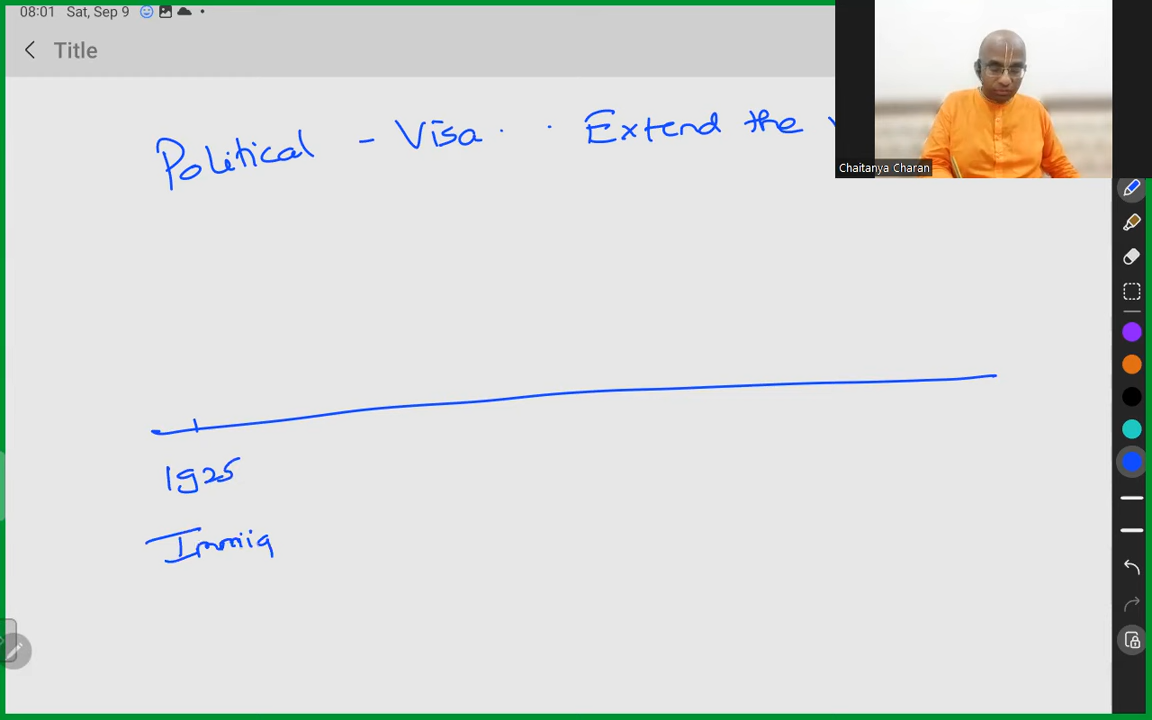 08:01 Sat, Sep 9
Title
Political - Visa. . Extend the
Chaitanya Charan
1925
Immig